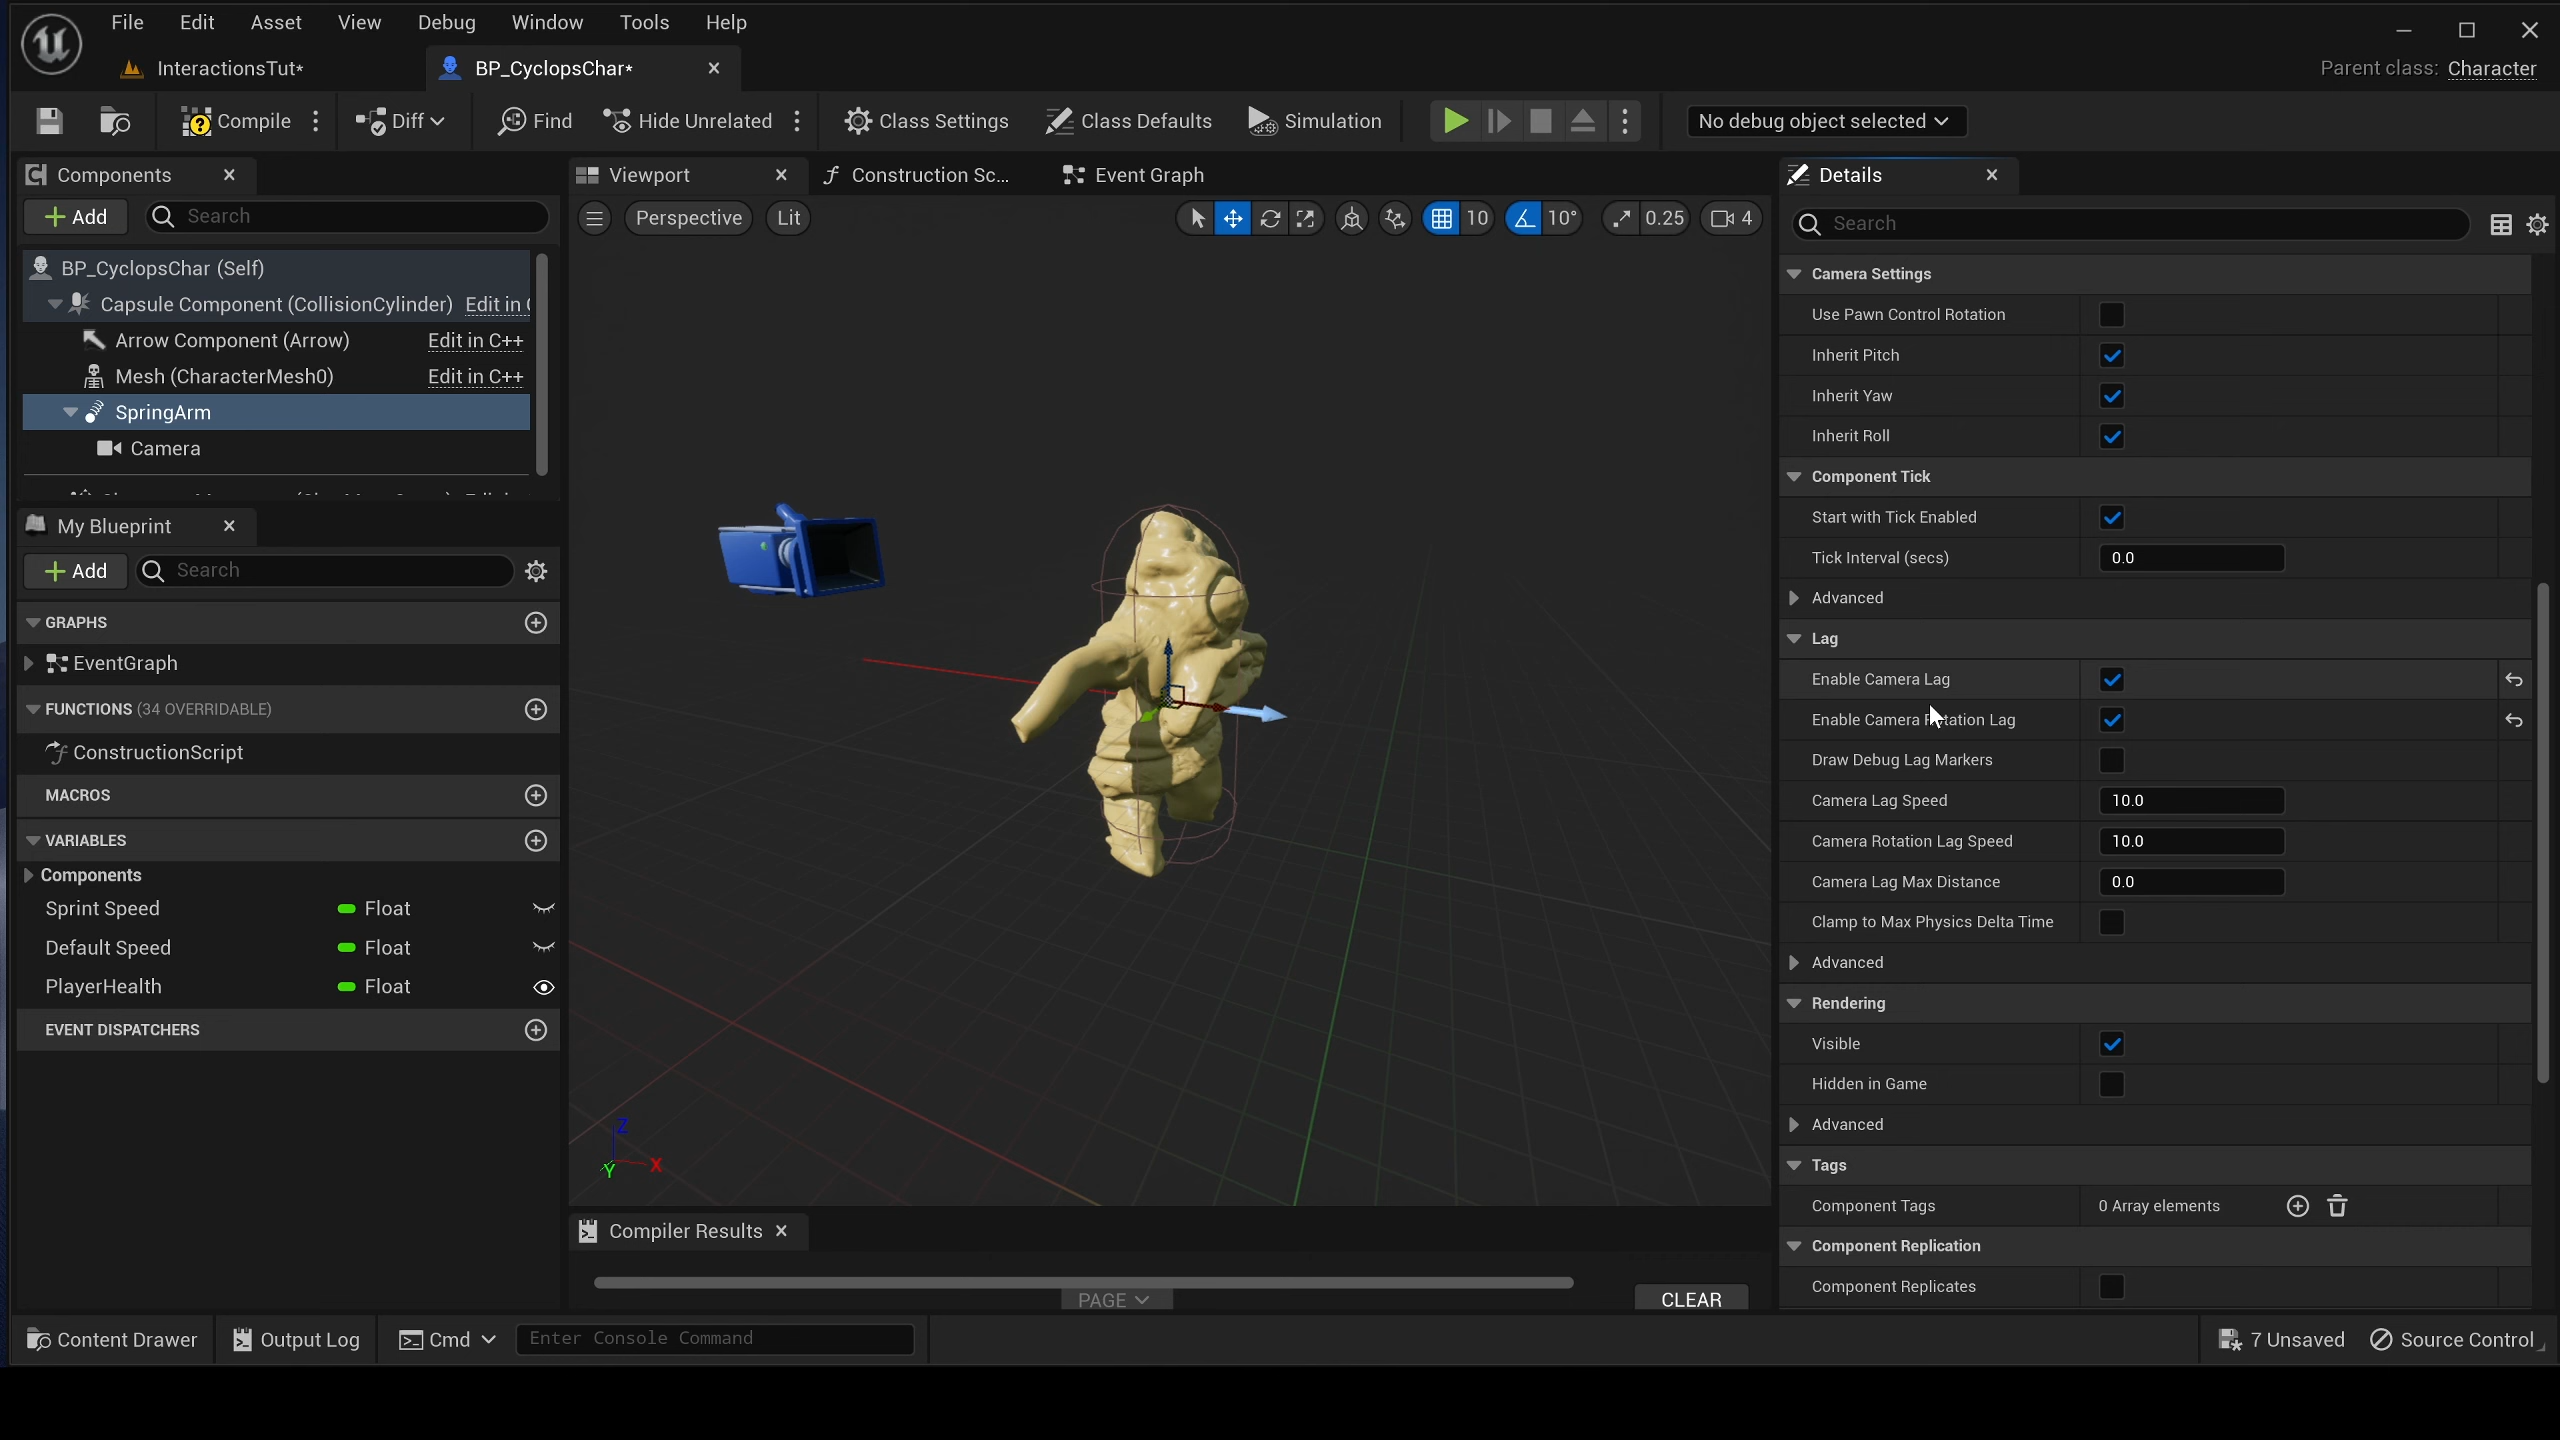 File Edit Asset View Debug Window Tools Help
InteractionsTut*
BP_CyclopsChar*
Parent class: Character
Compile
Diff
Find
Hide Unrelated
Class Settings
Class Defaults
Simulation
No debug object selected
Components
Add
Search
BP_CyclopsChar (Self)
Capsule Component (CollisionCylinder) Edit in
Arrow Component (Arrow) Edit in C++
Mesh (CharacterMesh0) Edit in C++
SpringArm
Camera
My Blueprint
Add
Search
GRAPHS
EventGraph
FUNCTIONS (34 OVERRIDABLE)
ConstructionScript
MACROS
VARIABLES
Components
Sprint Speed Float
Default Speed Float
PlayerHealth Float
EVENT DISPATCHERS
Viewport
Construction Sc...
Event Graph
Perspective
Lit
10
10°
0.25
4
Z
Y
X
Compiler Results
PAGE
CLEAR
Details
Search
Camera Settings
Use Pawn Control Rotation
Inherit Pitch
Inherit Yaw
Inherit Roll
Component Tick
Start with Tick Enabled
Tick Interval (secs) 0.0
Advanced
Lag
Enable Camera Lag
Enable Camera Rotation Lag
Draw Debug Lag Markers
Camera Lag Speed 10.0
Camera Rotation Lag Speed 10.0
Camera Lag Max Distance 0.0
Clamp to Max Physics Delta Time
Advanced
Rendering
Visible
Hidden in Game
Advanced
Tags
Component Tags 0 Array elements
Component Replication
Component Replicates
Content Drawer
Output Log
Cmd
Enter Console Command
7 Unsaved
Source Control